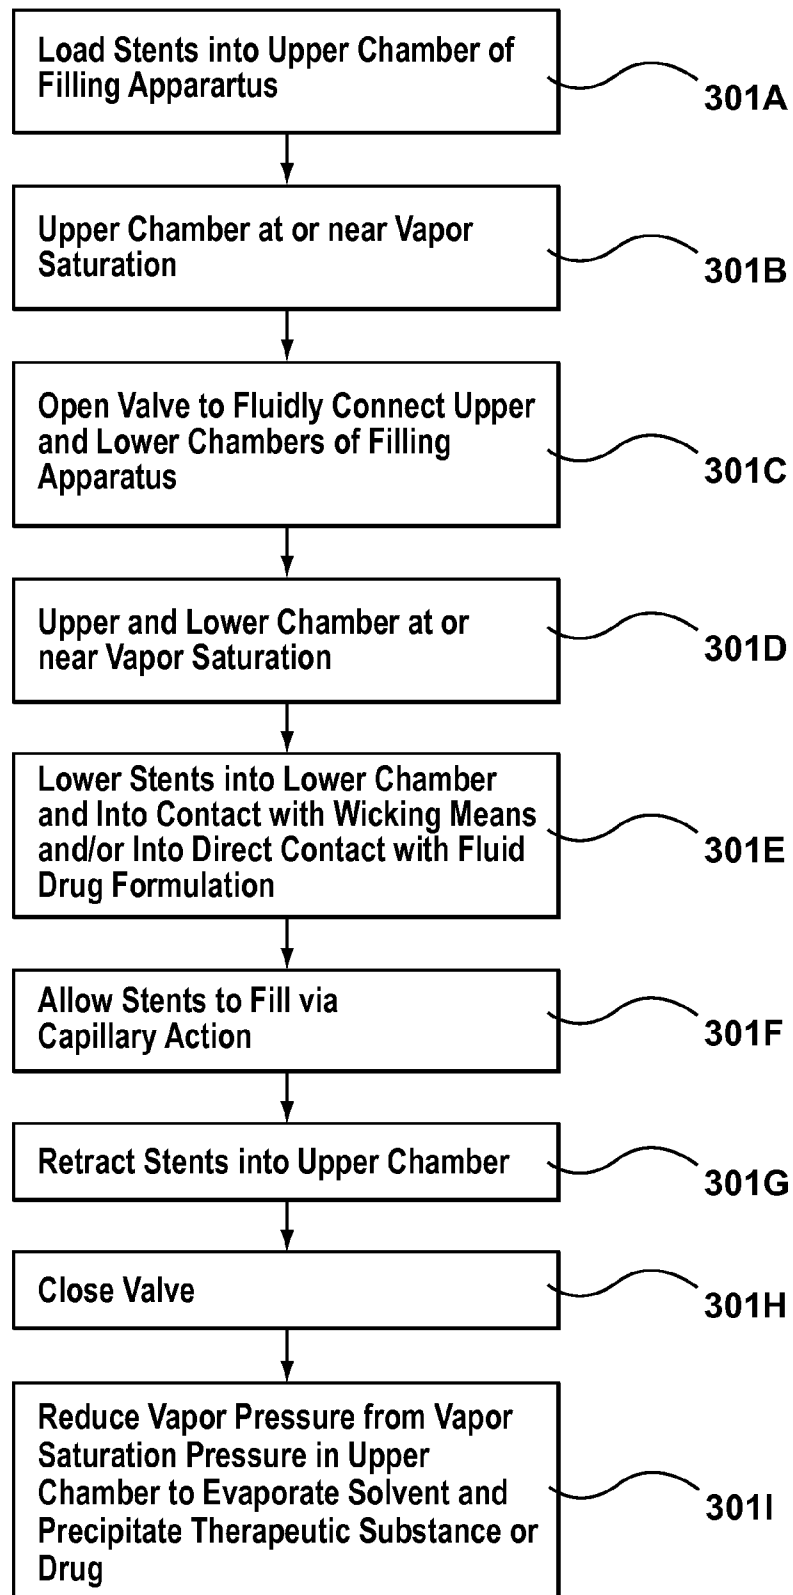 Load Stents into Upper Chamber of
Filling Apparartus
301A
Upper Chamber at or near Vapor
Saturation
301B
Open Valve to Fluidly Connect Upper
and Lower Chambers of Filling
Apparatus
301C
Upper and Lower Chamber at or
near Vapor Saturation
301D
Lower Stents into Lower Chamber
and Into Contact with Wicking Means
and/or Into Direct Contact with Fluid
Drug Formulation
301E
Allow Stents to Fill via
Capillary Action
301F
Retract Stents into Upper Chamber
301G
Close Valve
301H
Reduce Vapor Pressure from Vapor
Saturation Pressure in Upper
Chamber to Evaporate Solvent and
Precipitate Therapeutic Substance or
Drug
301I